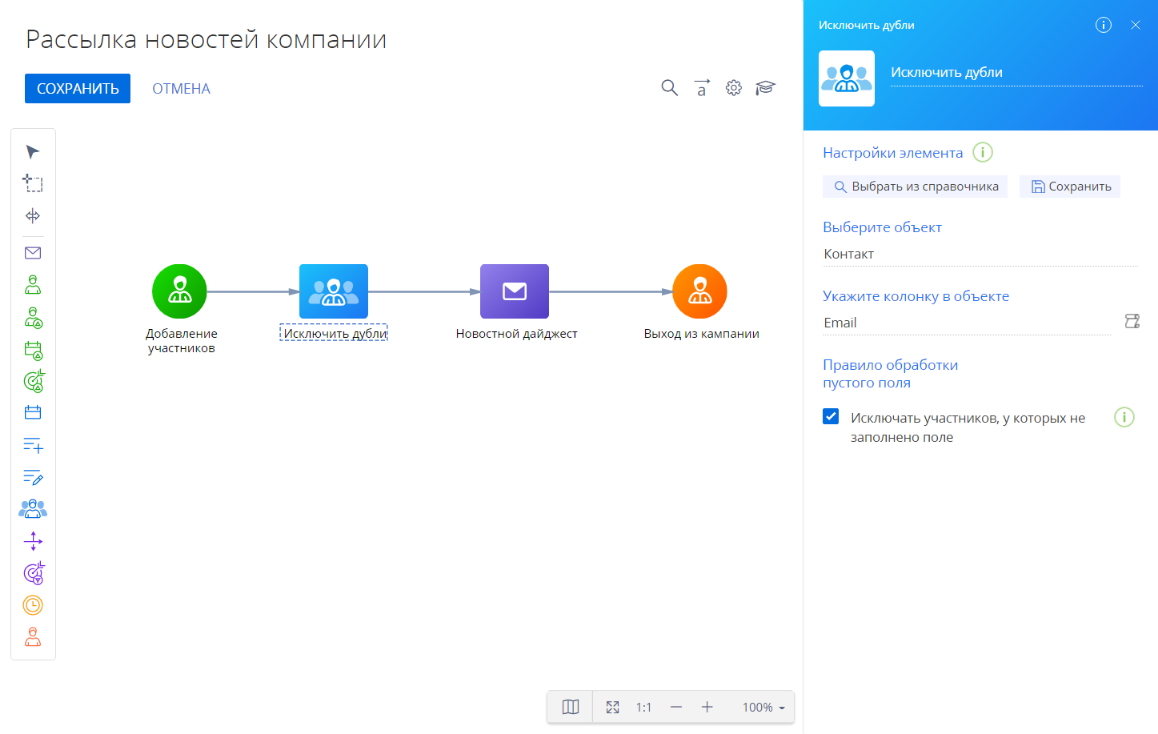 Рассылка новостей компании
СОХРАНИТЬ
ОТМЕНА
a
Добавление
участников
Исключить дубли
Новостной дайджест
Выход из кампании
1:1
100%
Исключить дубли
Исключить дубли
Настройки элемента
Выбрать из справочника
Сохранить
Выберите объект
Контакт
Укажите колонку в объекте
Email
Правило обработки
пустого поля
Исключать участников, у которых не
заполнено поле